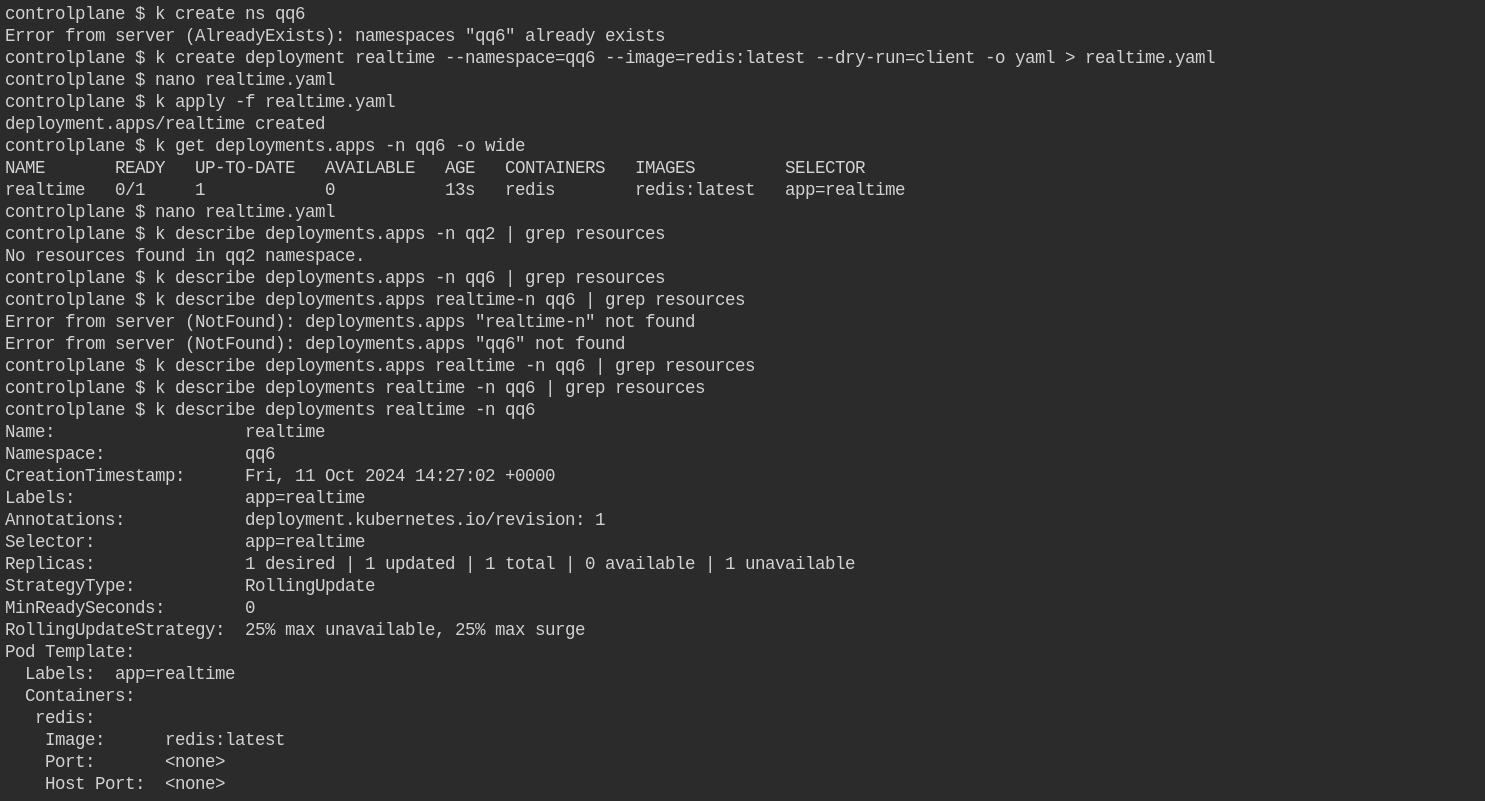 controlplane $ k create ns qq6
Error from server (AlreadyExists): namespaces "qq6" already exists
controlplane $ k create deployment realtime --namespace=qq6 --image=redis:latest --dry-run=client -o yaml > realtime.yaml
controlplane $ nano realtime.yaml
controlplane $ k apply -f realtime.yaml
deployment.apps/realtime created
controlplane $ k get deployments.apps -n qq6 -o wide
NAME       READY   UP-TO-DATE   AVAILABLE   AGE   CONTAINERS   IMAGES         SELECTOR
realtime   0/1     1            0           13s   redis        redis:latest   app=realtime
controlplane $ nano realtime.yaml
controlplane $ k describe deployments.apps -n qq2 | grep resources
No resources found in qq2 namespace.
controlplane $ k describe deployments.apps -n qq6 | grep resources
controlplane $ k describe deployments.apps realtime-n qq6 | grep resources
Error from server (NotFound): deployments.apps "realtime-n" not found
Error from server (NotFound): deployments.apps "qq6" not found
controlplane $ k describe deployments.apps realtime -n qq6 | grep resources
controlplane $ k describe deployments realtime -n qq6 | grep resources
controlplane $ k describe deployments realtime -n qq6
Name:                   realtime
Namespace:              qq6
CreationTimestamp:      Fri, 11 Oct 2024 14:27:02 +0000
Labels:                 app=realtime
Annotations:            deployment.kubernetes.io/revision: 1
Selector:               app=realtime
Replicas:               1 desired | 1 updated | 1 total | 0 available | 1 unavailable
StrategyType:           RollingUpdate
MinReadySeconds:        0
RollingUpdateStrategy:  25% max unavailable, 25% max surge
Pod Template:
  Labels:  app=realtime
  Containers:
   redis:
    Image:      redis:latest
    Port:       <none>
    Host Port:  <none>